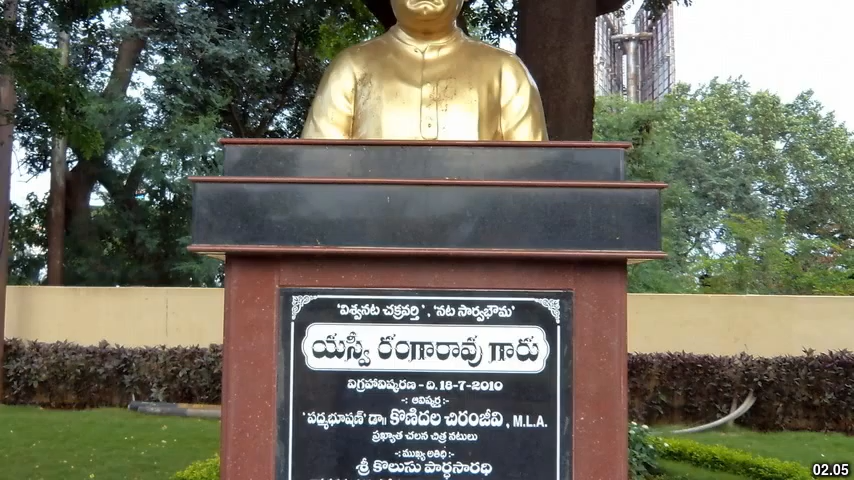 'విశ్వనట చక్రవర్తి', 'నట సార్వభౌమ'
యస్వీ రంగారావు గారు
విగ్రహావిష్కరణ - ది. 18-7-2010
-: ఆవిష్కర్త :-
'పద్మభూషణ్' డా॥ కొణిదల చిరంజీవి, M.L.A.
ప్రఖ్యాత చలన చిత్ర నటులు
-: ముఖ్య అతిథి :-
శ్రీ కొలుసు పార్థసారథి
02.05